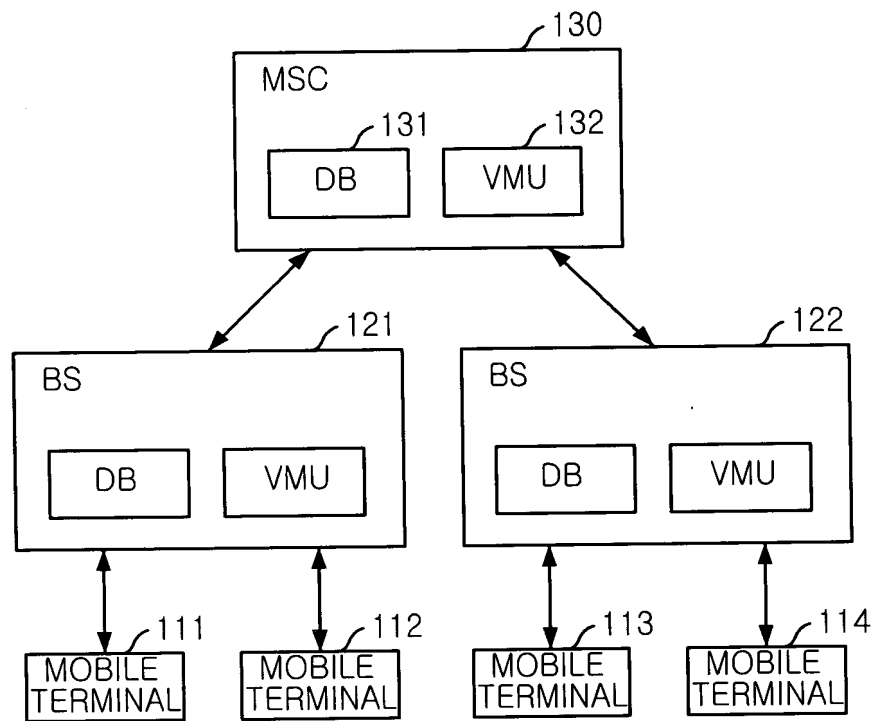 130
MSC
131
132
DB
VMU
121
122
BS
BS
DB
VMU
DB
VMU
111
112
113
114
MOBILE
TERMINAL
MOBILE
TERMINAL
MOBILE
TERMINAL
MOBILE
TERMINAL